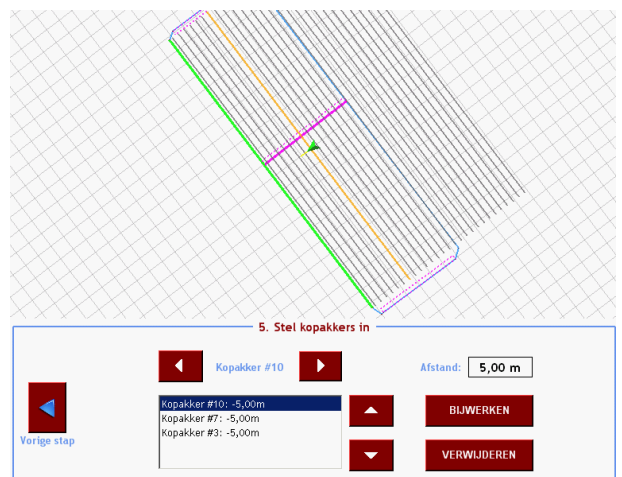 5. Stel kopakkers in
Kopakker #10
Afstand: 5,00 m
Kopakker #10: -5,00m
Kopakker #7: -5,00m
Kopakker #3: -5,00m
BIJWERKEN
Vorige stap
VERWIJDEREN